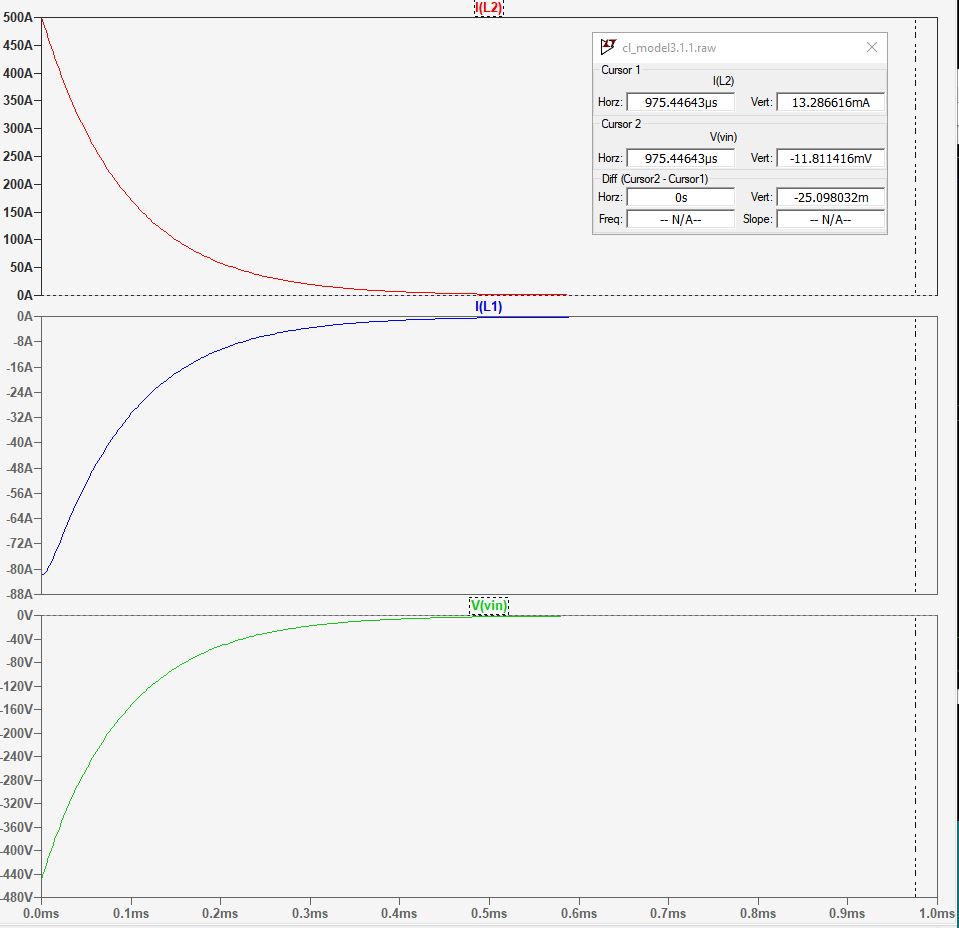 I(L2)
500A
450A
400A
350A
300A
250A
200A
150A
100A
50A
0A
cl_model3.1.1.raw
Cursor 1
I(L2)
Horz: 975.44643µs Vert: 13.286616mA
Cursor 2
V(vin)
Horz: 975.44643µs Vert: -11.811416mV
Diff (Cursor2 - Cursor1)
Horz: 0s Vert: -25.098032m
Freq: -- N/A-- Slope: -- N/A--
I(L1)
0A
-8A
-16A
-24A
-32A
-40A
-48A
-56A
-64A
-72A
-80A
-88A
V(vin)
0V
-40V
-80V
-120V
-160V
-200V
-240V
-280V
-320V
-360V
-400V
-440V
-480V
0.0ms 0.1ms 0.2ms 0.3ms 0.4ms 0.5ms 0.6ms 0.7ms 0.8ms 0.9ms 1.0ms